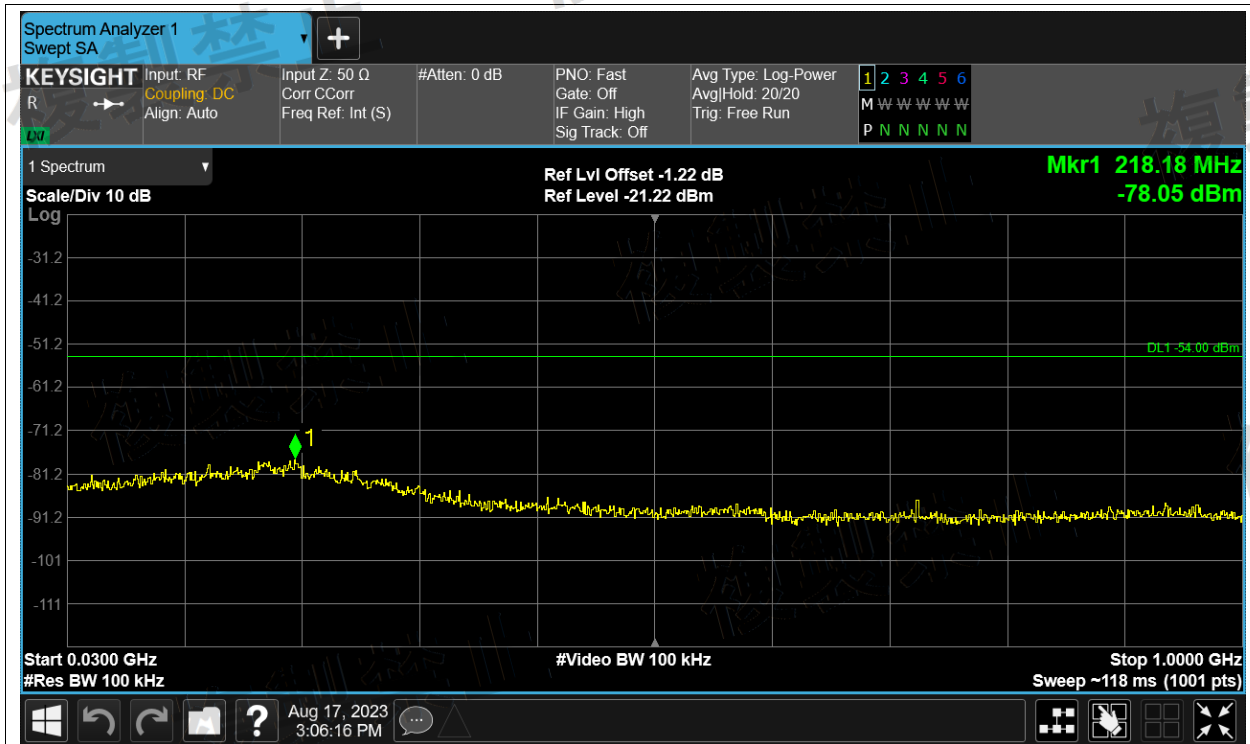 Spectrum Analyzer 1
Swept SA
+
KEYSIGHT
R
LXI
Input: RF
Coupling: DC
Align: Auto
Input Z: 50 Ω
Corr CCorr
Freq Ref: Int (S)
#Atten: 0 dB
PNO: Fast
Gate: Off
IF Gain: High
Sig Track: Off
Avg Type: Log-Power
Avg|Hold: 20/20
Trig: Free Run
1 2 3 4 5 6
M W W W W W
P N N N N N
1 Spectrum
Scale/Div 10 dB
Log
Ref Lvl Offset -1.22 dB
Ref Level -21.22 dBm
Mkr1 218.18 MHz
-78.05 dBm
-31.2
-41.2
-51.2
DL1 -54.00 dBm
-61.2
-71.2
1
-81.2
-91.2
-101
-111
Start 0.0300 GHz
#Video BW 100 kHz
Stop 1.0000 GHz
#Res BW 100 kHz
Sweep ~118 ms (1001 pts)
?
Aug 17, 2023
3:06:16 PM
複製禁止